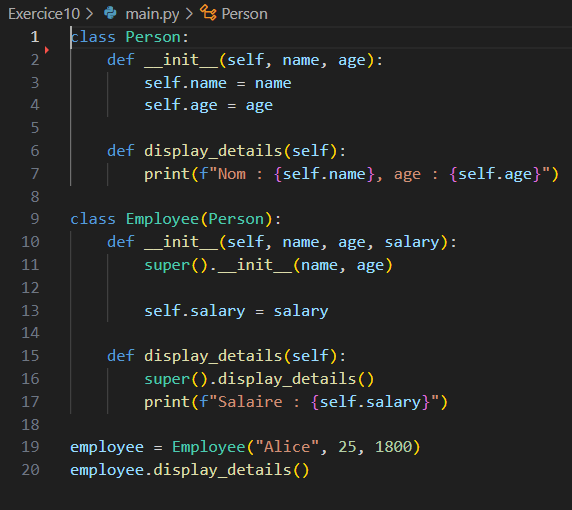 Exercice10 > main.py > Person
1 class Person:
2     def __init__(self, name, age):
3         self.name = name
4         self.age = age
5
6     def display_details(self):
7         print(f"Nom : {self.name}, age : {self.age}")
8
9 class Employee(Person):
10     def __init__(self, name, age, salary):
11         super().__init__(name, age)
12
13         self.salary = salary
14
15     def display_details(self):
16         super().display_details()
17         print(f"Salaire : {self.salary}")
18
19 employee = Employee("Alice", 25, 1800)
20 employee.display_details()